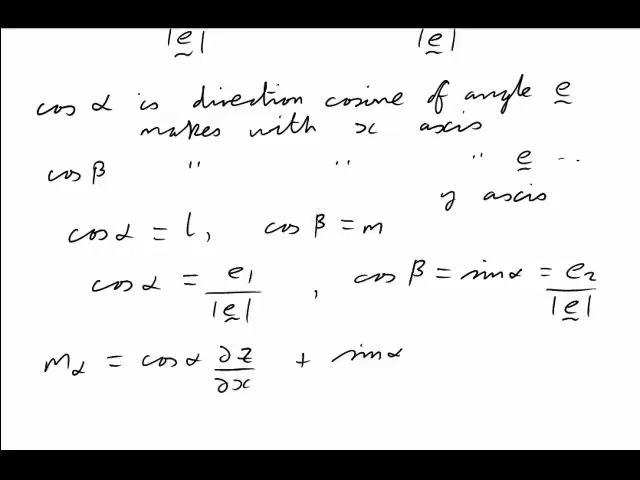 |e| |e|
cos α is direction cosine of angle e
makes with x axis
cos β " " " e ...
y axis
cos α = l, cos β = m
cos α = e₁/|e| , cos β = sin α = e₂/|e|
m_α = cos α ∂z/∂x + sin α